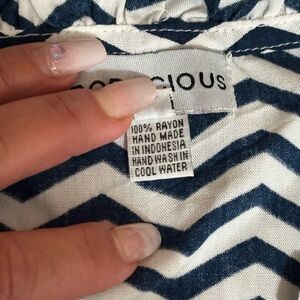 100% RAYON
HAND MADE
IN INDONESIA
HAND WASH IN
COOL WATER